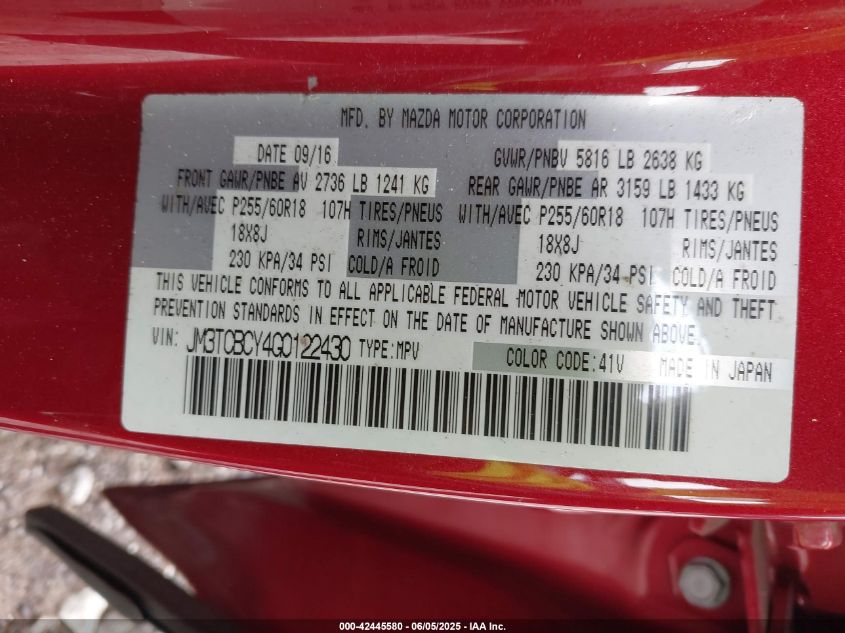 MFD. BY MAZDA MOTOR CORPORATION
DATE 09/16 GVWR/PNBV 5816 LB 2638 KG
FRONT GAWR/PNBE AV 2736 LB 1241 KG REAR GAWR/PNBE AR 3159 LB 1433 KG
WITH/AVEC P255/60R18 107H TIRES/PNEUS WITH/AVEC P255/60R18 107H TIRES/PNEUS
18X8J RIMS/JANTES 18X8J RIMS/JANTES
230 KPA/34 PSI COLD/A FROID 230 KPA/34 PSI COLD/A FROID
THIS VEHICLE CONFORMS TO ALL APPLICABLE FEDERAL MOTOR VEHICLE SAFETY AND THEFT
PREVENTION STANDARDS IN EFFECT ON THE DATE OF MANUFACTURE SHOWN ABOVE.
VIN: JM3TCBCY4G0122430 TYPE:MPV COLOR CODE:41V MADE IN JAPAN
000-42445580 - 06/05/2025 - IAA Inc.